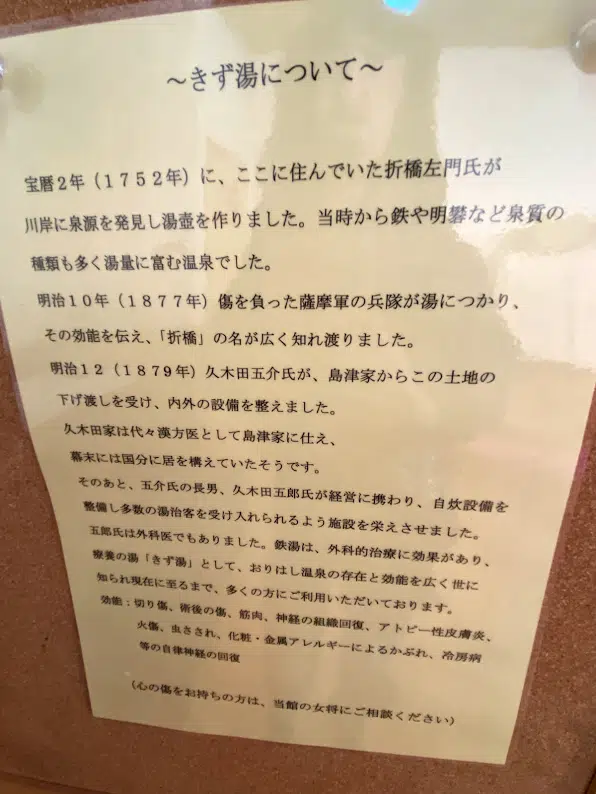 ～きず湯について～
宝暦２年（１７５２年）に、ここに住んでいた折橋左門氏が
川岸に泉源を発見し湯壺を作りました。当時から鉄や明礬など泉質の
種類も多く湯量に富む温泉でした。
明治１０年（１８７７年）傷を負った薩摩軍の兵隊が湯につかり、
その効能を伝え、「折橋」の名が広く知れ渡りました。
明治１２（１８７９年）久木田五介氏が、島津家からこの土地の
下げ渡しを受け、内外の設備を整えました。
久木田家は代々漢方医として島津家に仕え、
幕末には国分に居を構えていたそうです。
そのあと、五介氏の長男、久木田五郎氏が経営に携わり、自炊設備を
整備し多数の湯治客を受け入れられるよう施設を栄えさせました。
五郎氏は外科医でもありました。鉄湯は、外科的治療に効果があり、
療養の湯「きず湯」として、おりはし温泉の存在と効能を広く世に
知られ現在に至るまで、多くの方にご利用いただいております。
効能：切り傷、術後の傷、筋肉、神経の組織回復、アトピー性皮膚炎、
火傷、虫さされ、化粧・金属アレルギーによるかぶれ、冷房病
等の自律神経の回復
（心の傷をお持ちの方は、当館の女将にご相談ください）